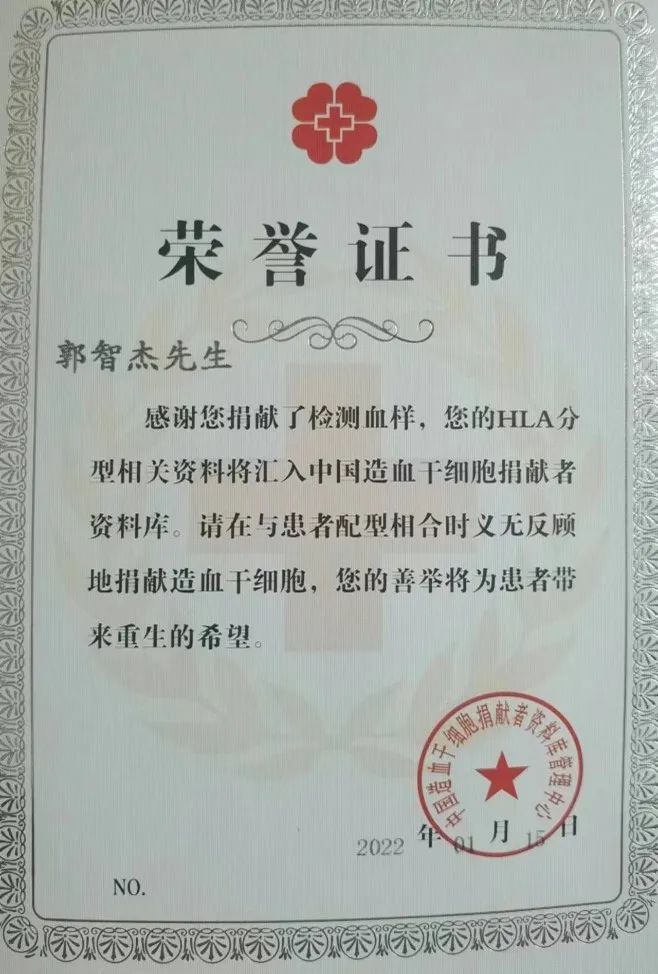 荣誉证书
郭智杰先生
感谢您捐献了检测血样，您的HLA分
型相关资料将汇入中国造血干细胞捐献者
资料库。请在与患者配型相合时义无反顾
地捐献造血干细胞，您的善举将为患者带
来重生的希望。
中国造血干细胞捐献者资料库管理中心
2022 年 01 月 15 日
NO.